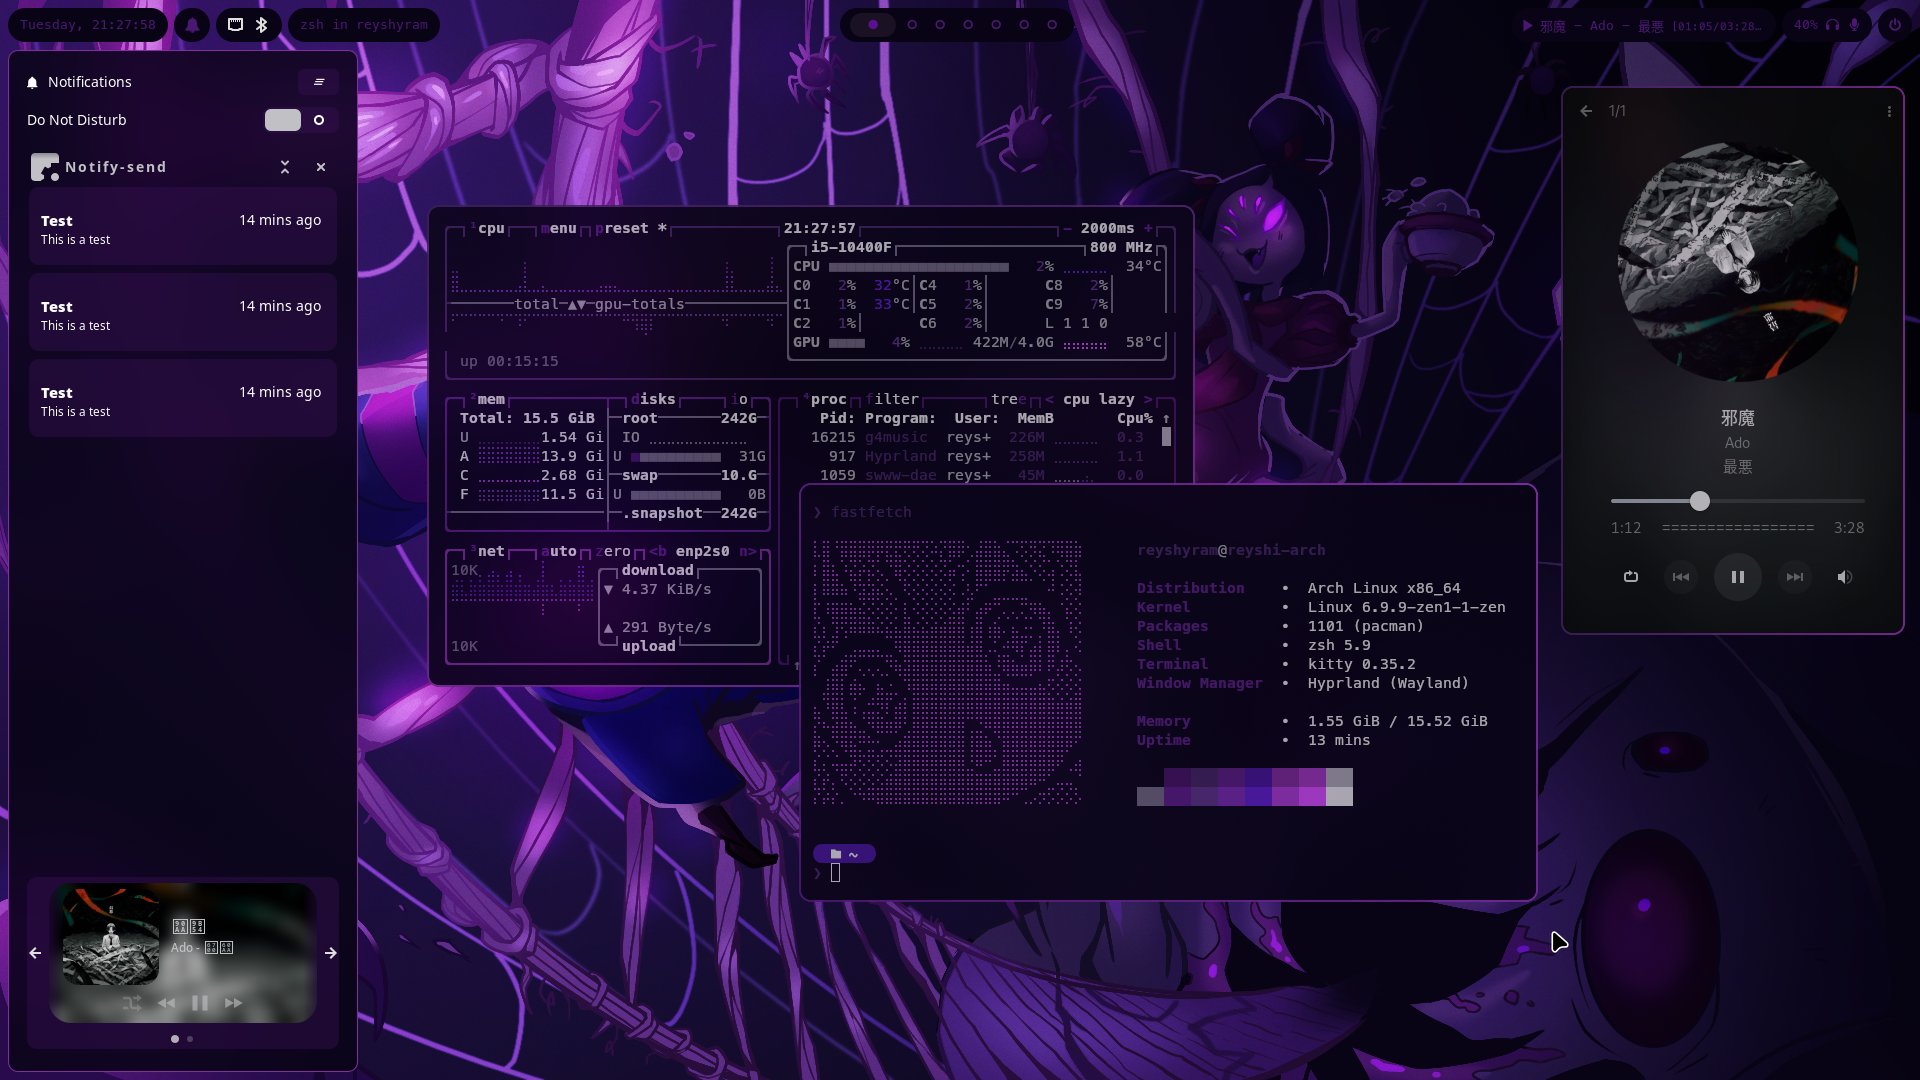 Tuesday, 21:27:58
zsh in reyshyram
邪魔 - Ado - 最悪 [01:05/03:28…
40%
Notifications
Do Not Disturb
Notify-send
Test 14 mins ago
This is a test
Test 14 mins ago
This is a test
Test 14 mins ago
This is a test
Ado -
¹cpu menu preset * 21:27:57 - 2000ms +
i5-10400F 800 MHz
CPU 2% 34°C
C0 2% 32°C C4 1% C8 2%
C1 1% 33°C C5 2% C9 7%
C2 1% C6 2% L 1 1 0
GPU 4% 422M/4.0G 58°C
total ▲▼ gpu-totals
up 00:15:15
²mem disks io
Total: 15.5 GiB
U 1.54 Gi
A 13.9 Gi
C 2.68 Gi
F 11.5 Gi
root 242G
IO
U 31G
swap 10.G
U 0B
.snapshot 242G
³net auto zero <b enp2s0 n>
10K
download
▼ 4.37 KiB/s
▲ 291 Byte/s
upload
10K
⁴proc filter tree < cpu lazy >
Pid: Program: User: MemB Cpu% ↑
16215 g4music reys+ 226M 0.3
917 Hyprland reys+ 258M 1.1
1059 swww-dae reys+ 45M 0.0
❯ fastfetch
reyshyram@reyshi-arch
Distribution • Arch Linux x86_64
Kernel • Linux 6.9.9-zen1-1-zen
Packages • 1101 (pacman)
Shell • zsh 5.9
Terminal • kitty 0.35.2
Window Manager • Hyprland (Wayland)
Memory • 1.55 GiB / 15.52 GiB
Uptime • 13 mins
~
❯
1/1
邪魔
Ado
最悪
1:12 ================= 3:28